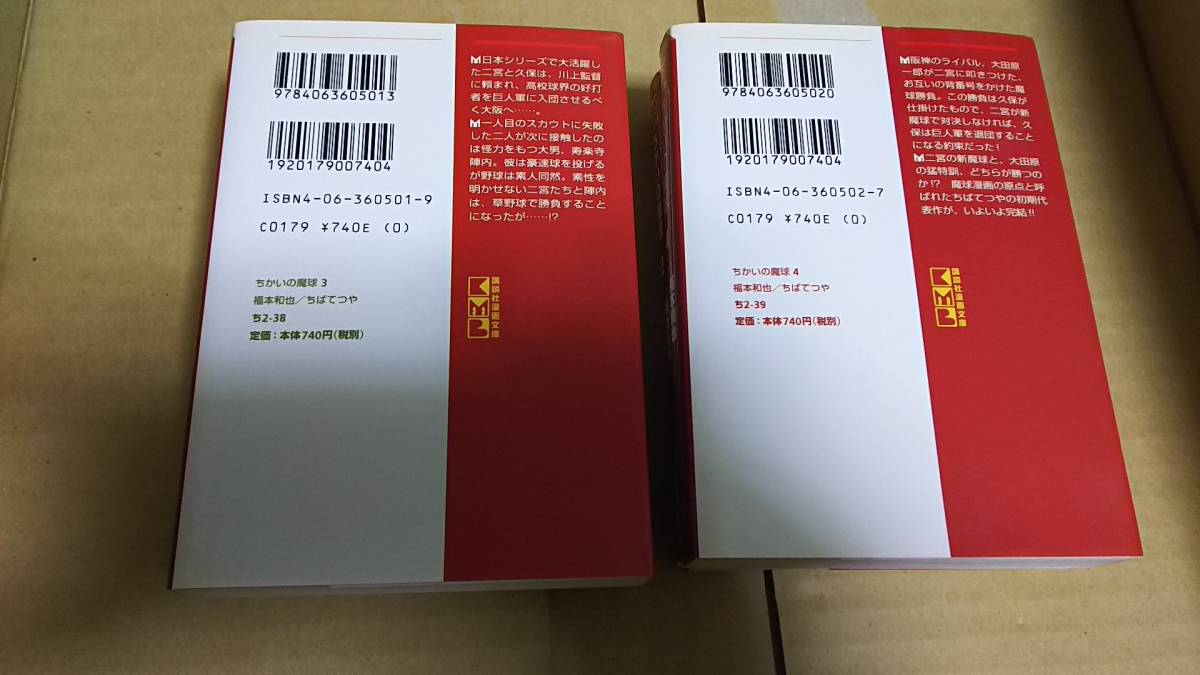 9784063605013
1920179007404
ISBN4-06-360501-9
C0179 ¥740E (0)
ちかいの魔球 3
福本和也／ちばてつや
ち2-38
定価：本体740円（税別）
M日本シリーズで大活躍し
た二宮と久保は、川上監督
に頼まれ、高校球界の好打
者を巨人軍に入団させるべ
く大阪へ……。
M一人目のスカウトに失敗
した二人が次に接触したの
は怪力をもつ大男、寿楽寺
陣内。彼は豪速球を投げる
が野球は素人同然。素性を
明かせない二宮たちと陣内
は、草野球で勝負すること
になったが……!?
KMB
講談社漫画文庫
9784063605020
1920179007404
ISBN4-06-360502-7
C0179 ¥740E (0)
ちかいの魔球 4
福本和也／ちばてつや
ち2-39
定価：本体740円（税別）
M阪神のライバル、大田原
一郎が二宮に叩きつけた、
お互いの背番号をかけた魔
球勝負。この勝負は久保が
仕掛けたもので、二宮が新
魔球で対決しなければ、久
保は巨人軍を退団すること
になる約束だった！
M二宮の新魔球と、大田原
の猛特訓、どちらが勝つの
か!?　魔球漫画の原点と呼
ばれたちばてつやの初期代
表作が、いよいよ完結!!
KMB
講談社漫画文庫